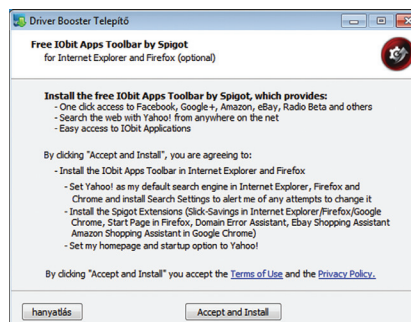 Driver Booster Telepítő
Free IObit Apps Toolbar by Spigot
for Internet Explorer and Firefox (optional)
Install the free IObit Apps Toolbar by Spigot, which provides:
- One click access to Facebook, Google+, Amazon, eBay, Radio Beta and others
- Search the web with Yahoo! from anywhere on the net
- Easy access to IObit Applications
By clicking "Accept and Install", you are agreeing to:
- Install the IObit Apps Toolbar in Internet Explorer and Firefox
- Set Yahoo! as my default search engine in Internet Explorer, Firefox and
Chrome and install Search Settings to alert me of any attempts to change it
- Install the Spigot Extensions (Slick-Savings in Internet Explorer/Firefox/Google
Chrome, Start Page in Firefox, Domain Error Assistant, Ebay Shopping Assistant
Amazon Shopping Assistant in Google Chrome)
- Set my homepage and startup option to Yahoo!
By clicking "Accept and Install" you accept the Terms of Use and the Privacy Policy.
hanyatlás
Accept and Install